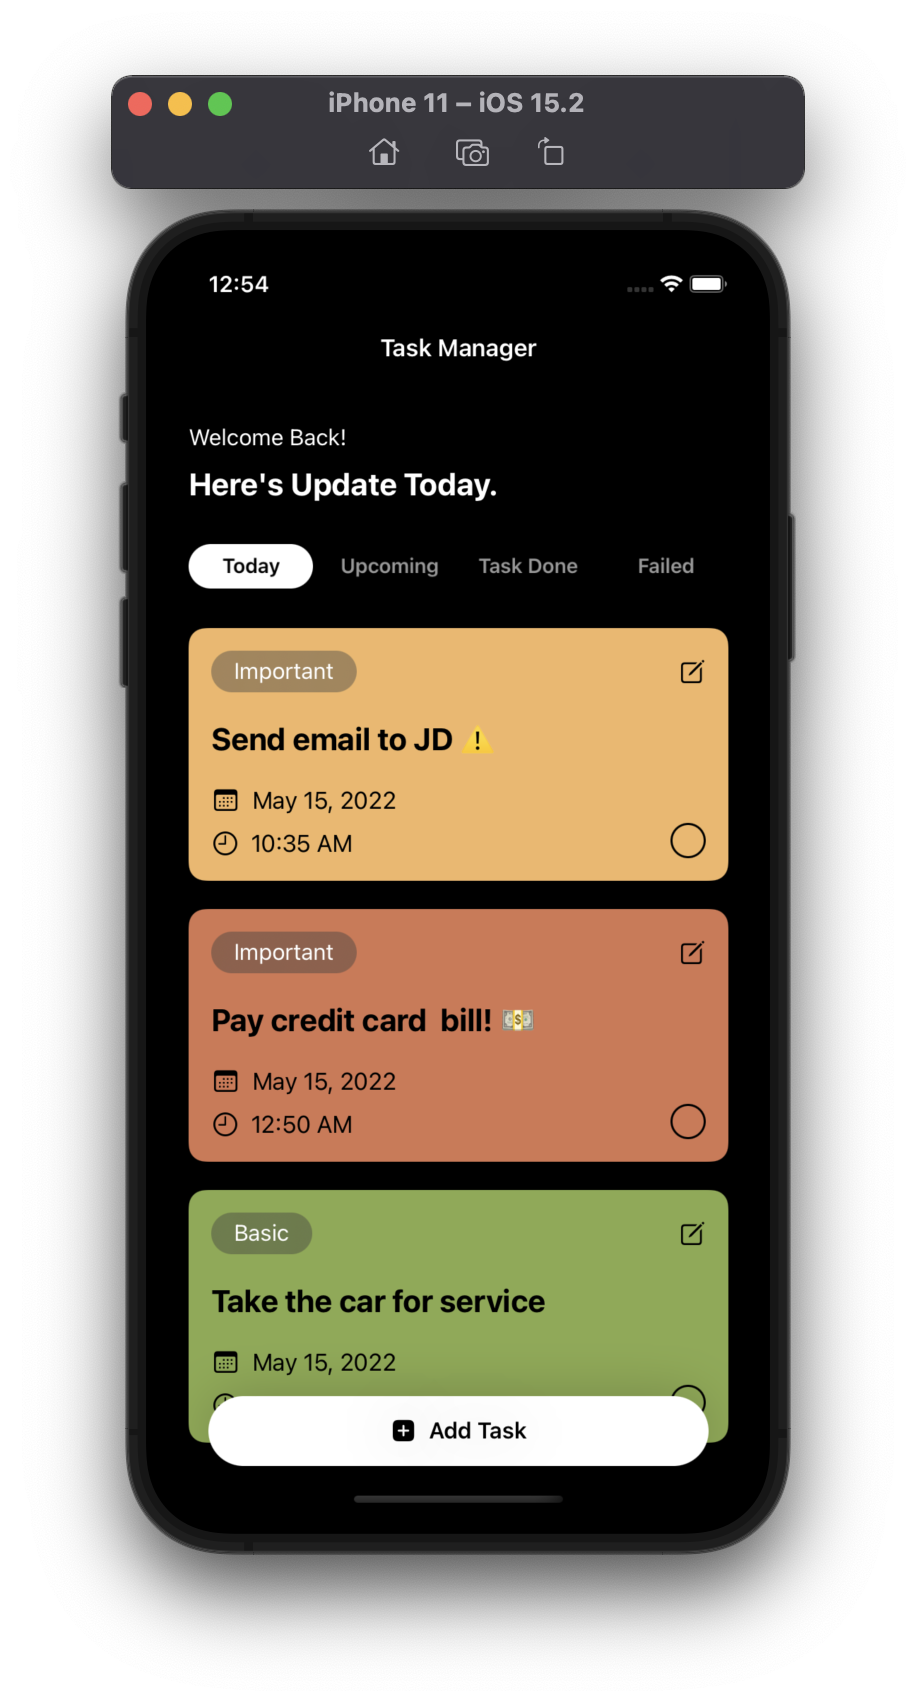 iPhone 11 – iOS 15.2
12:54
Task Manager
Welcome Back!
Here's Update Today.
Today Upcoming Task Done Failed
Important
Send email to JD ⚠️
May 15, 2022
10:35 AM
Important
Pay credit card  bill! 💵
May 15, 2022
12:50 AM
Basic
Take the car for service
May 15, 2022
Add Task